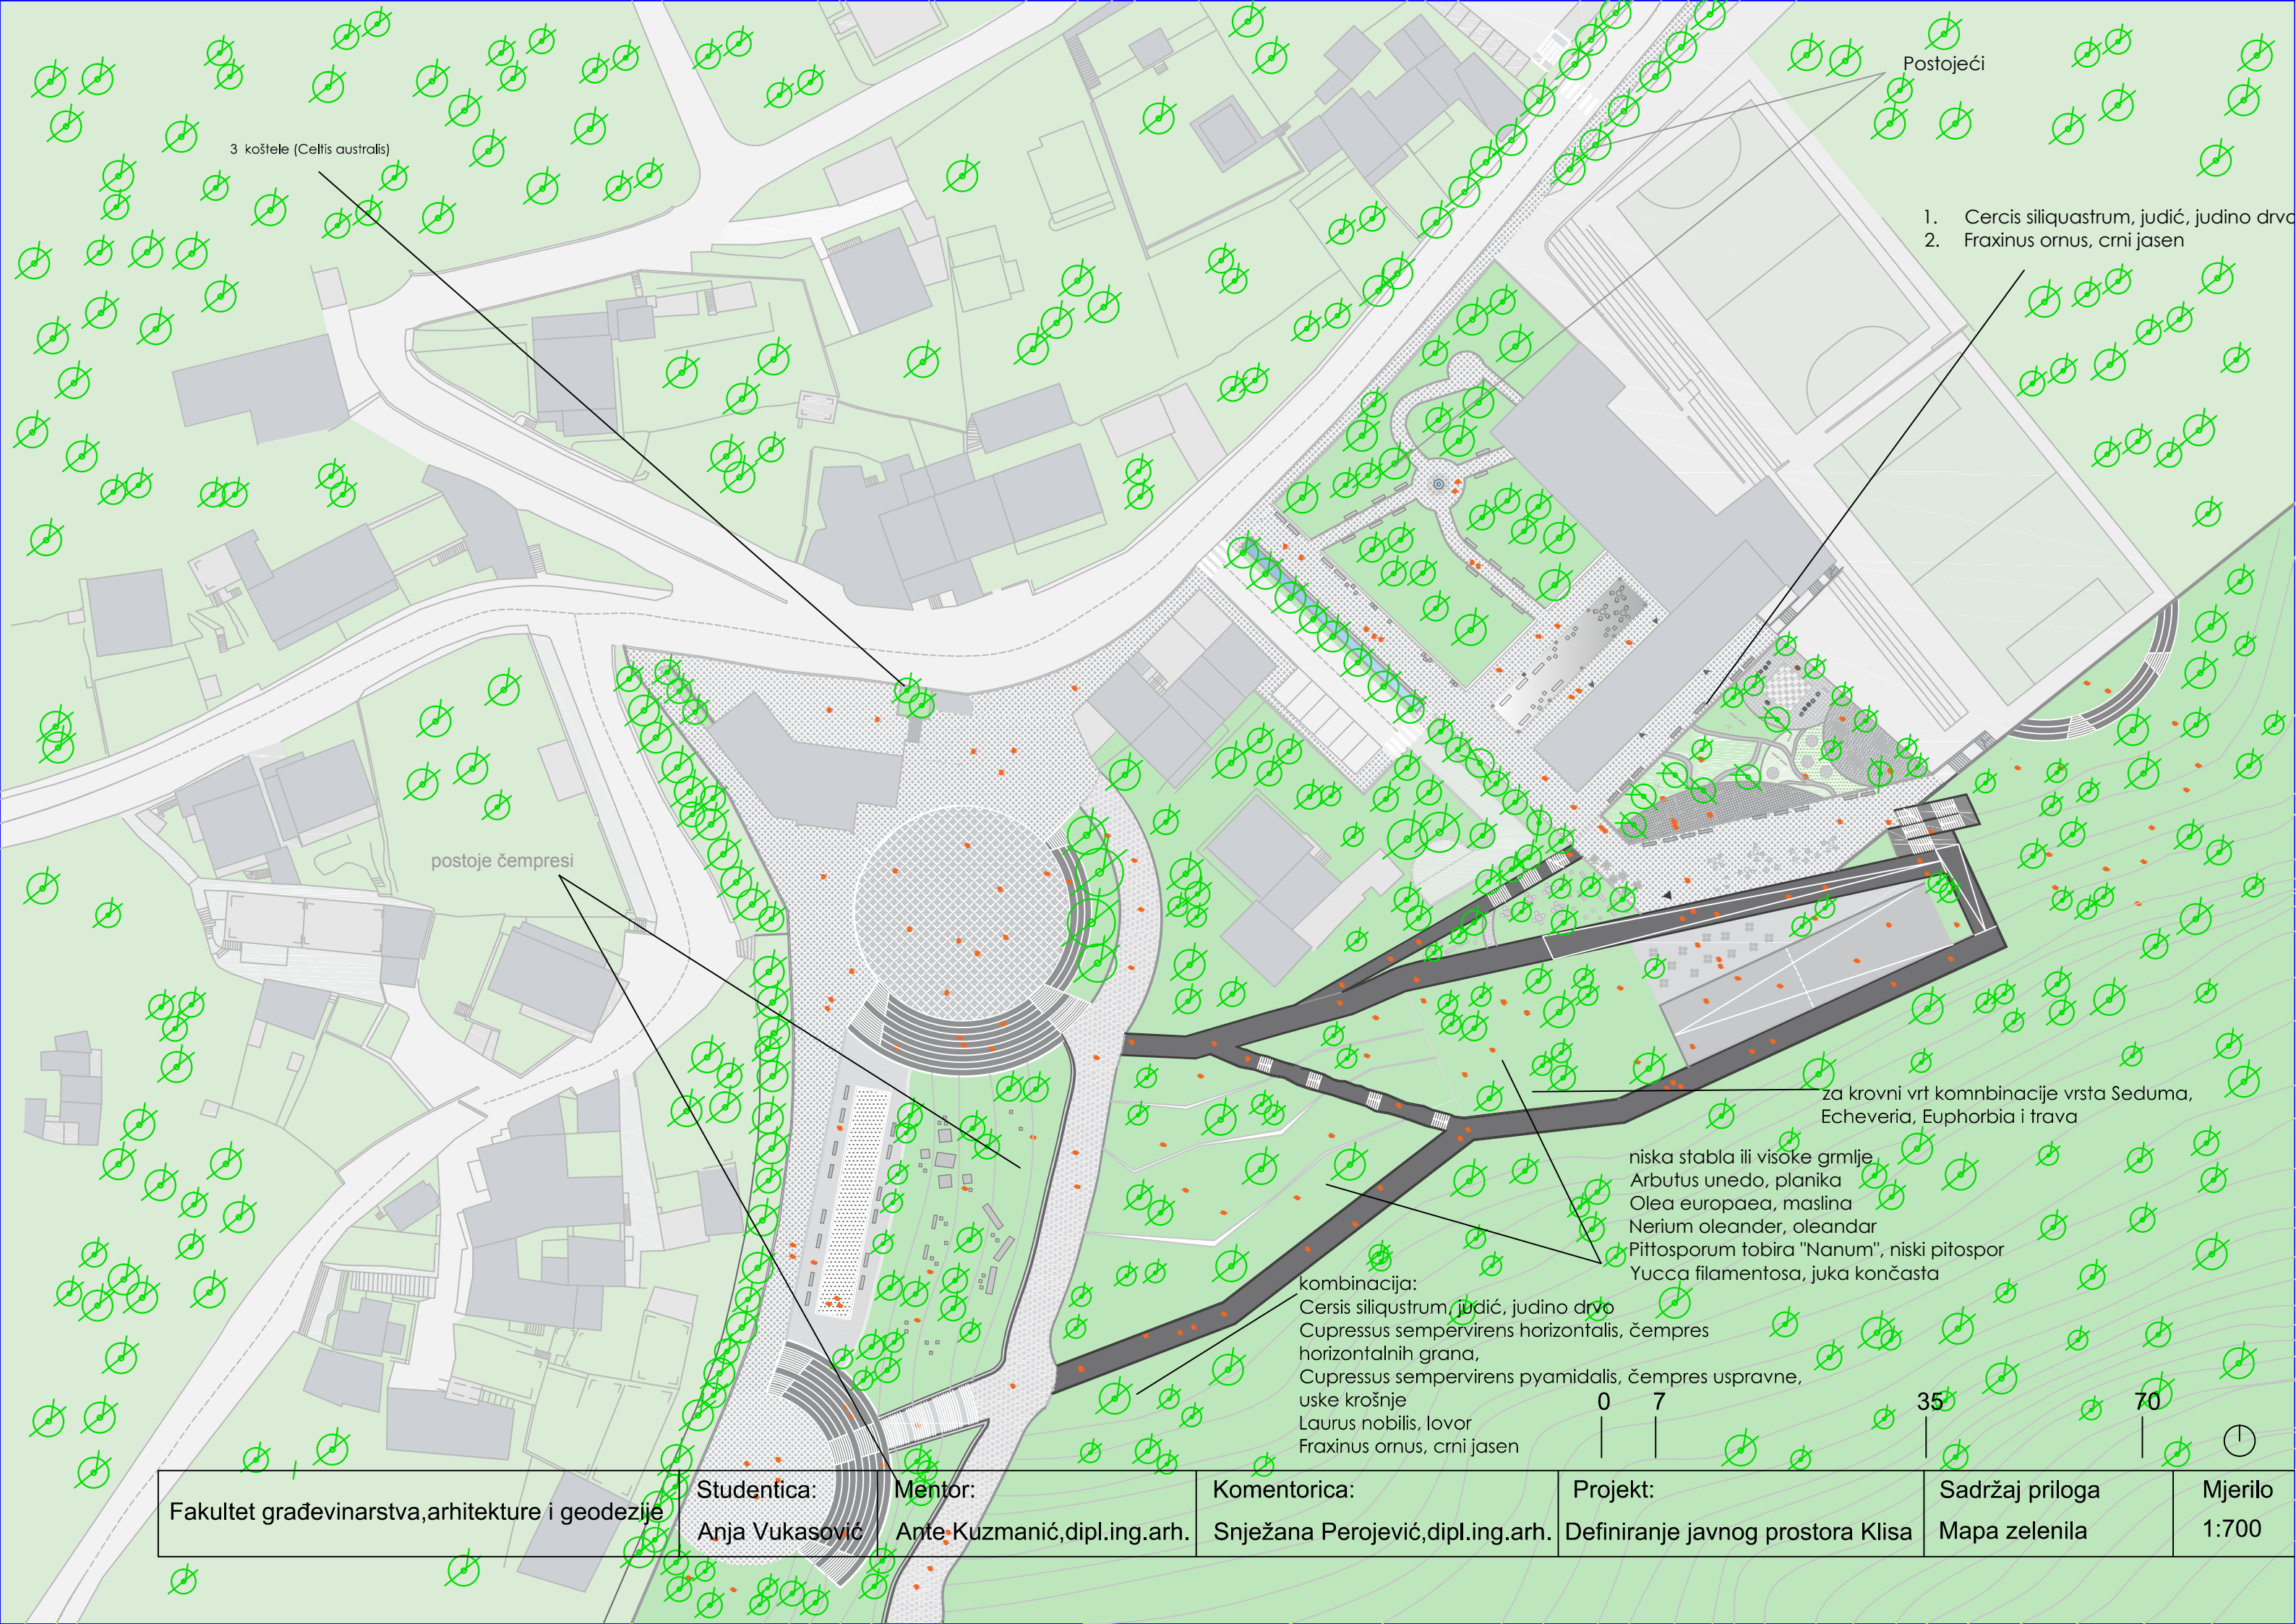 Postojeći
3 koštele (Celtis australis)
1. Cercis siliquastrum, judić, judino drvo
2. Fraxinus ornus, crni jasen
postoje čempresi
za krovni vrt komnbinacije vrsta Seduma,
Echeveria, Euphorbia i trava
niska stabla ili visoke grmlje
Arbutus unedo, planika
Olea europaea, maslina
Nerium oleander, oleandar
Pittosporum tobira "Nanum", niski pitospor
Yucca filamentosa, juka končasta
kombinacija:
Cersis siliqustrum, judić, judino drvo
Cupressus sempervirens horizontalis, čempres
horizontalnih grana,
Cupressus sempervirens pyamidalis, čempres uspravne,
uske krošnje
Laurus nobilis, lovor
Fraxinus ornus, crni jasen
0 7 35 70
Fakultet građevinarstva,arhitekture i geodezije
Studentica:
Anja Vukasović
Mentor:
Ante Kuzmanić,dipl.ing.arh.
Komentorica:
Snježana Perojević,dipl.ing.arh.
Projekt:
Definiranje javnog prostora Klisa
Sadržaj priloga
Mapa zelenila
Mjerilo
1:700